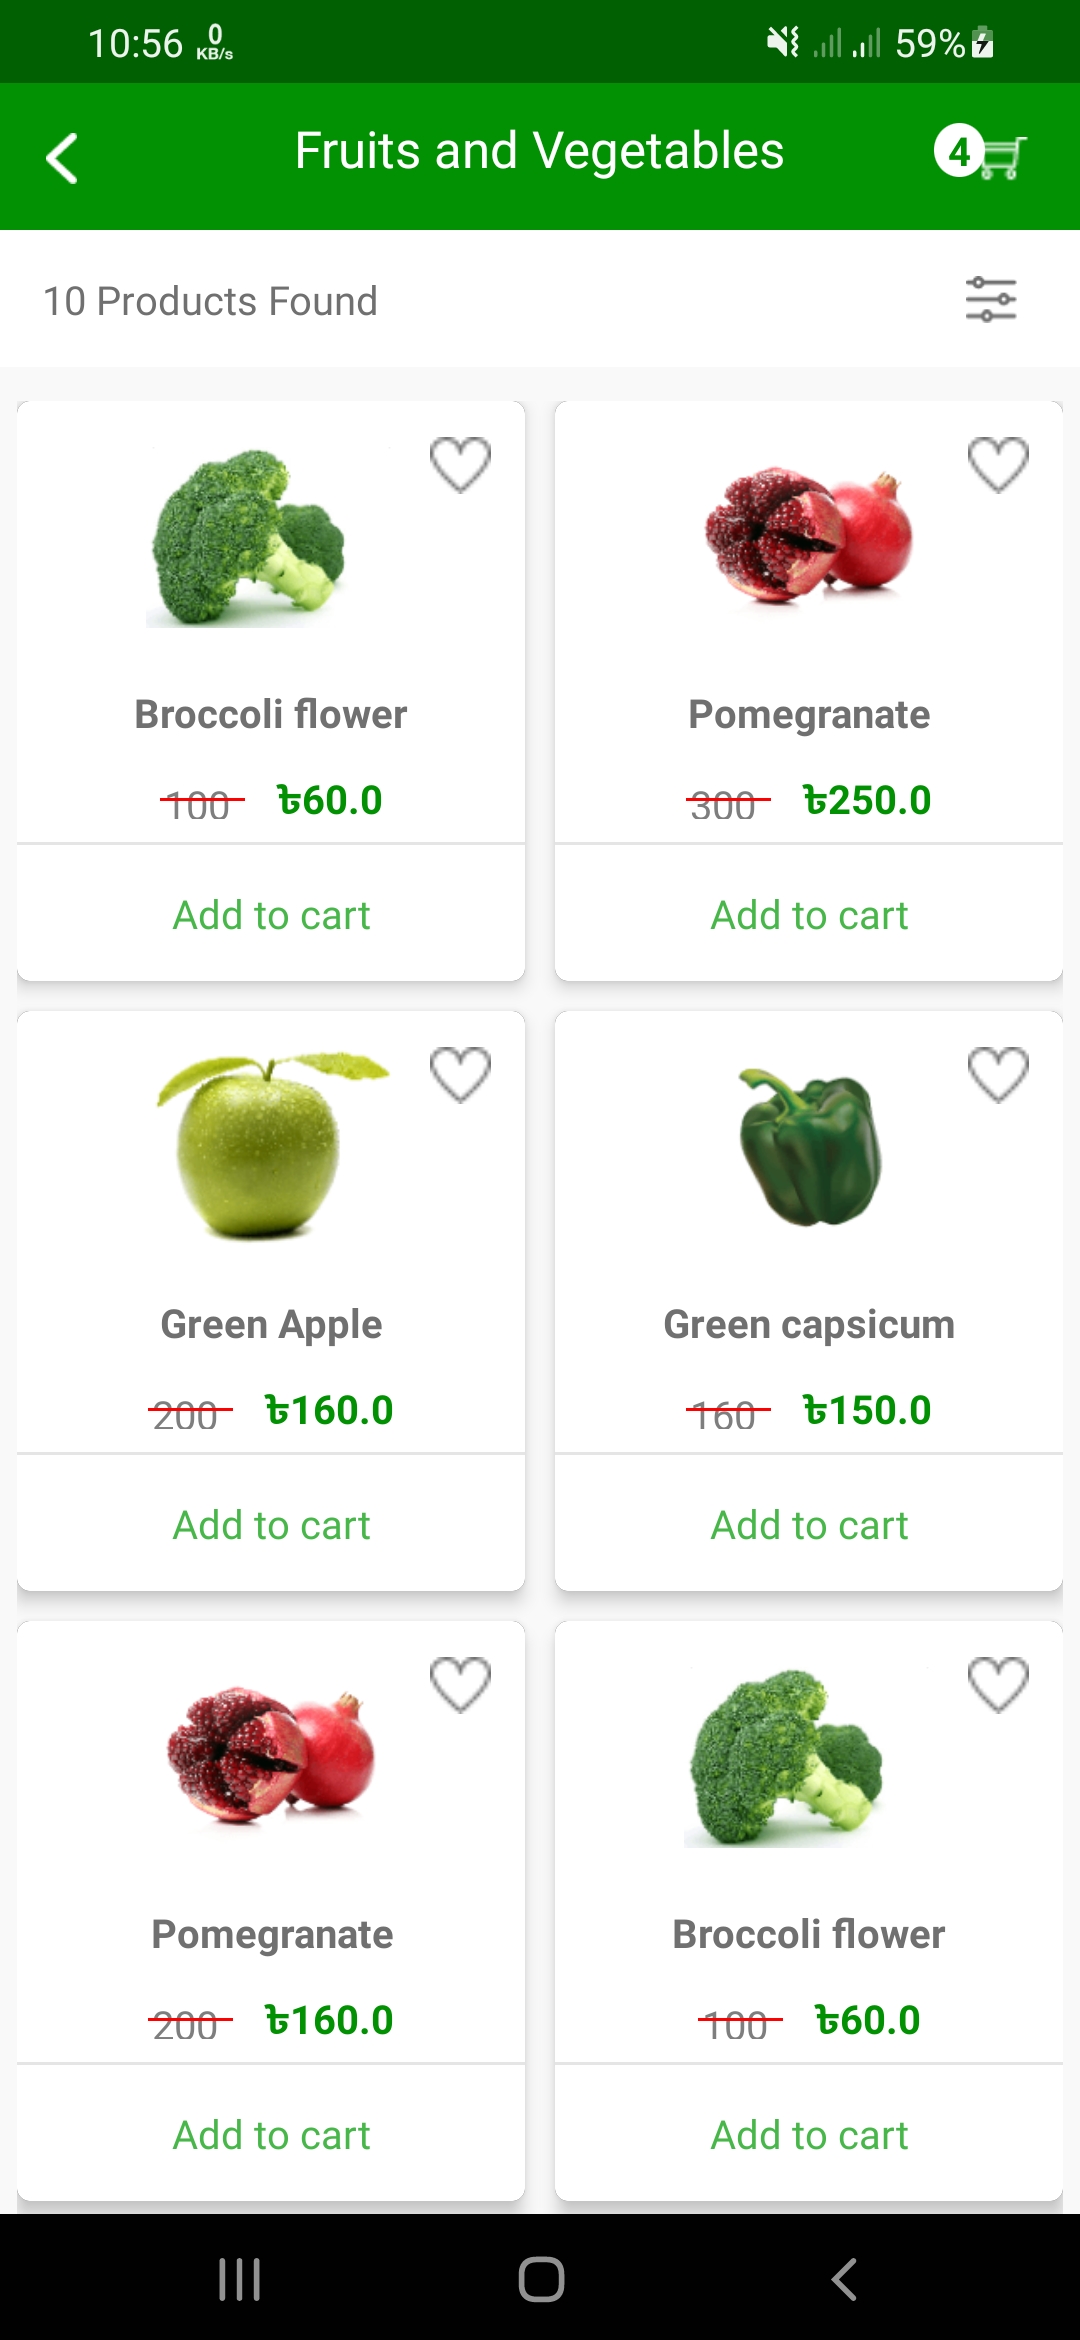 10:56 0 KB/s 59%
Fruits and Vegetables 4
10 Products Found
Broccoli flower
100 ৳60.0
Add to cart
Pomegranate
300 ৳250.0
Add to cart
Green Apple
200 ৳160.0
Add to cart
Green capsicum
160 ৳150.0
Add to cart
Pomegranate
200 ৳160.0
Add to cart
Broccoli flower
100 ৳60.0
Add to cart